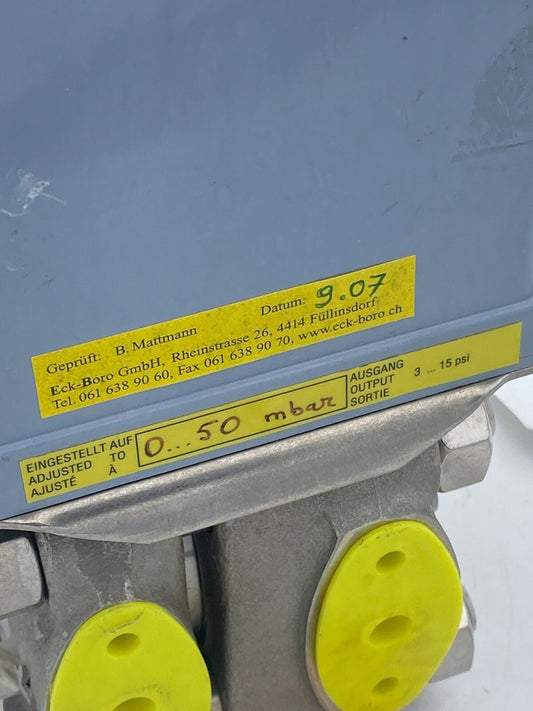 Geprüft: B. Mattmann Datum: 9.07
Eck-Boro GmbH, Rheinstrasse 26, 4414 Füllinsdorf
Tel. 061 638 90 60, Fax 061 638 90 70, www.eck-boro.ch
EINGESTELLT AUF
ADJUSTED TO
AJUSTÉ À
0...50 mbar
AUSGANG
OUTPUT
SORTIE
3 ... 15 psi